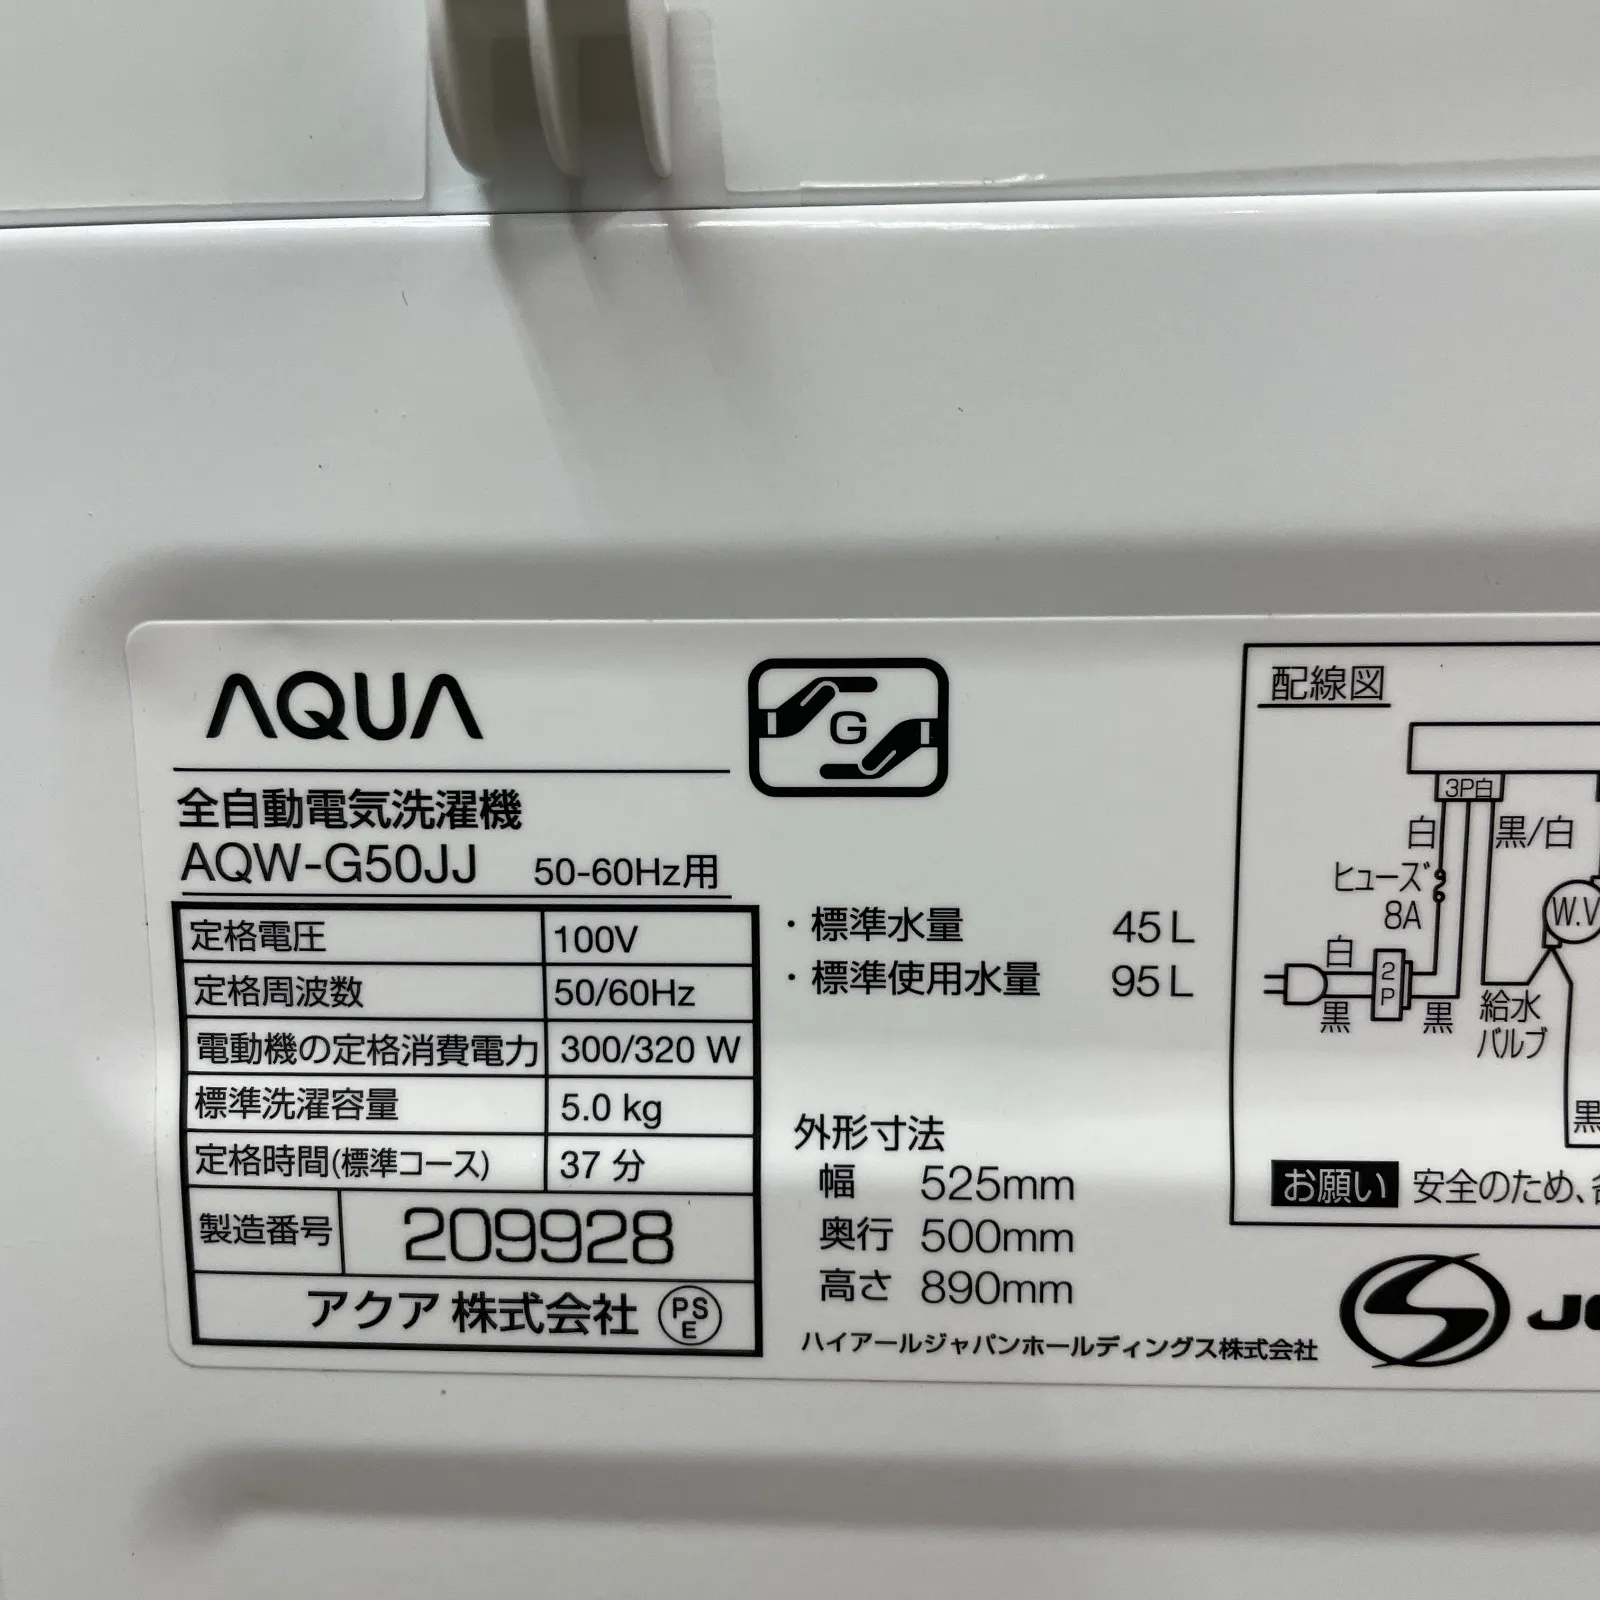 AQUA
全自動電気洗濯機
AQW-G50JJ 50-60Hz用
定格電圧 100V
定格周波数 50/60Hz
電動機の定格消費電力 300/320 W
標準洗濯容量 5.0 kg
定格時間(標準コース) 37 分
製造番号 209928
アクア 株式会社 PSE
G
・標準水量 45L
・標準使用水量 95L
外形寸法
幅 525mm
奥行 500mm
高さ 890mm
ハイアールジャパンホールディングス株式会社
配線図
3P白
白 黒/白
ヒューズ
8A
W.V
白
2P
黒 黒
給水
バルブ
黒
お願い 安全のため、